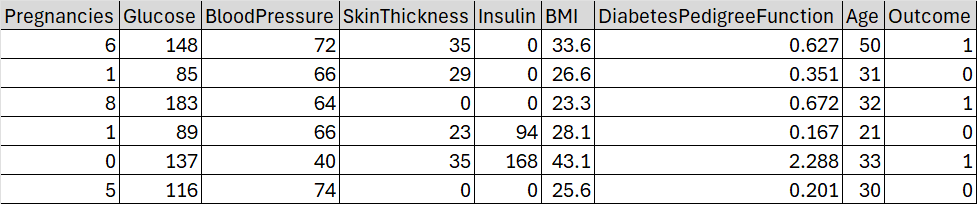 Pregnancies Glucose BloodPressure SkinThickness Insulin BMI DiabetesPedigreeFunction Age Outcome
6 148 72 35 0 33.6 0.627 50 1
1 85 66 29 0 26.6 0.351 31 0
8 183 64 0 0 23.3 0.672 32 1
1 89 66 23 94 28.1 0.167 21 0
0 137 40 35 168 43.1 2.288 33 1
5 116 74 0 0 25.6 0.201 30 0